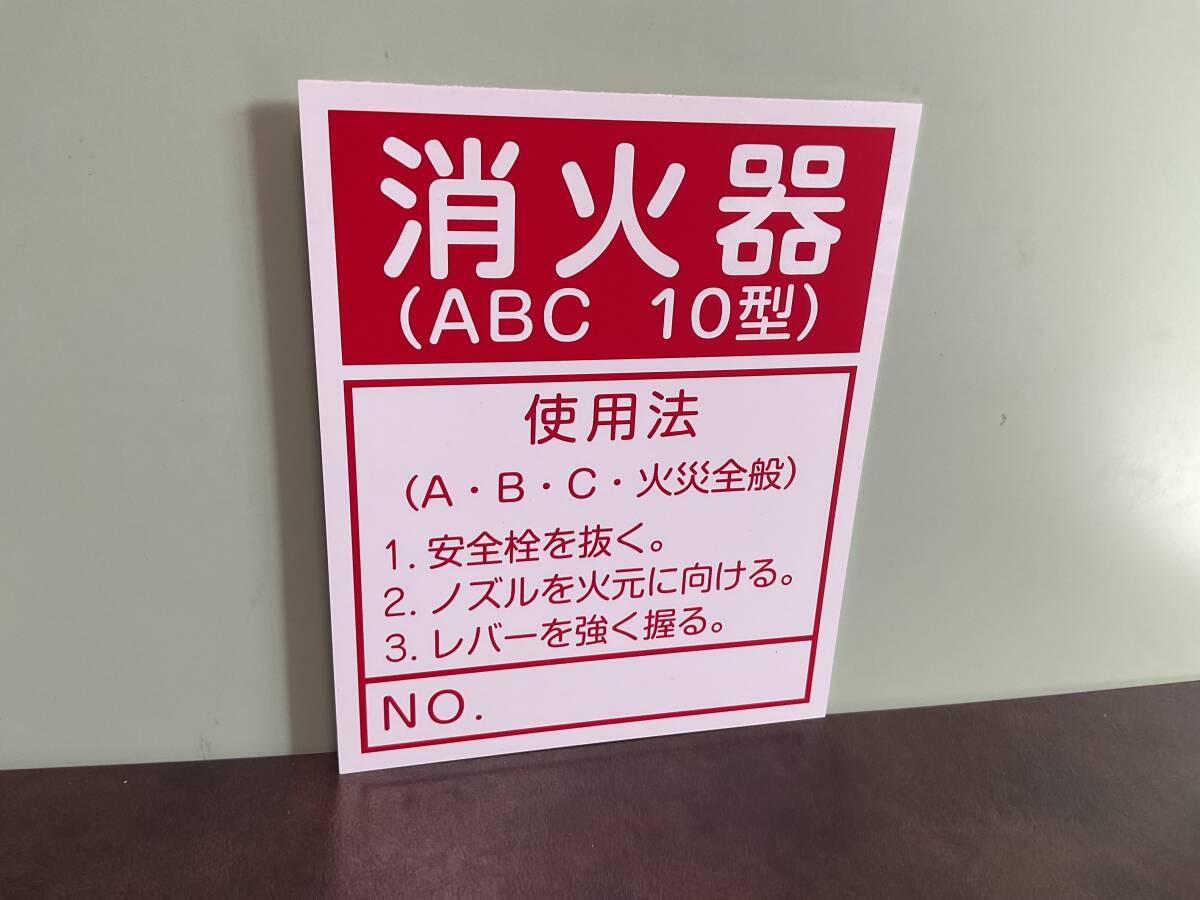 消火器
(ABC 10型)
使用法
(A・B・C・火災全般)
1. 安全栓を抜く。
2. ノズルを火元に向ける。
3. レバーを強く握る。
NO.